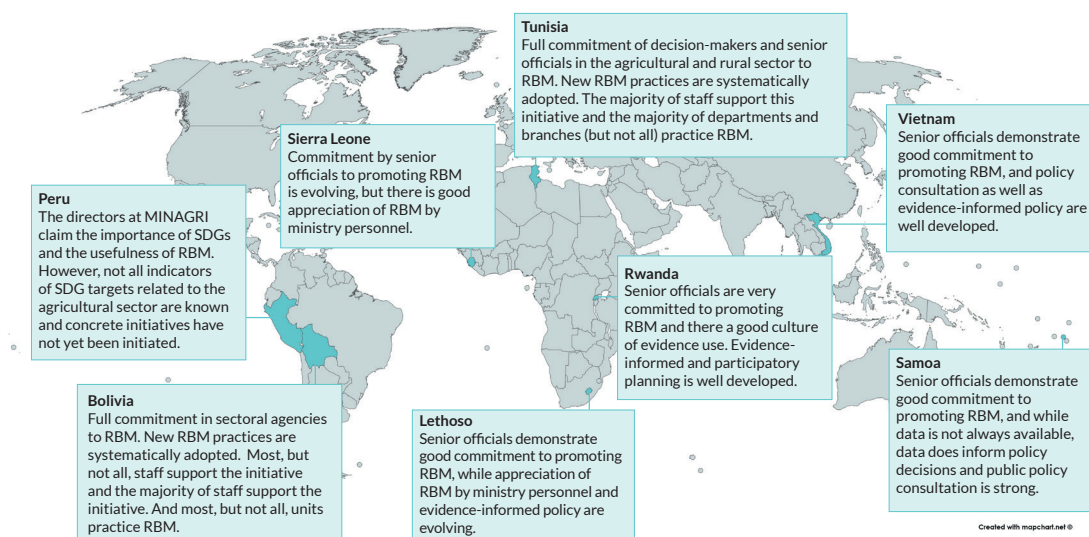 Tunisia
Full commitment of decision-makers and senior
officials in the agricultural and rural sector to
RBM. New RBM practices are systematically
adopted. The majority of staff support this
initiative and the majority of departments and
branches (but not all) practice RBM.
Vietnam
Senior officials demonstrate
good commitment to
promoting RBM, and policy
consultation as well as
evidence-informed policy are
well developed.
Sierra Leone
Commitment by senior
officials to promoting RBM
is evolving, but there is good
appreciation of RBM by
ministry personnel.
Peru
The directors at MINAGRI
claim the importance of SDGs
and the usefulness of RBM.
However, not all indicators
of SDG targets related to the
agricultural sector are known
and concrete initiatives have
not yet been initiated.
Rwanda
Senior officials are very
committed to promoting
RBM and there a good culture
of evidence use. Evidence-
informed and participatory
planning is well developed.
Samoa
Senior officials demonstrate
good commitment to
promoting RBM, and while
data is not always available,
data does inform policy
decisions and public policy
consultation is strong.
Bolivia
Full commitment in sectoral agencies
to RBM. New RBM practices are
systematically adopted. Most, but
not all, staff support the initiative
and the majority of staff support the
initiative. And most, but not all, units
practice RBM.
Lethoso
Senior officials demonstrate
good commitment to promoting
RBM, while appreciation of
RBM by ministry personnel and
evidence-informed policy are
evolving.
Created with mapchart.net ©